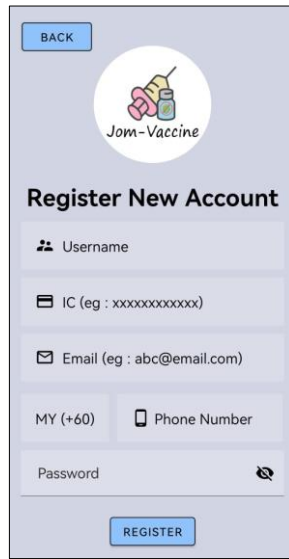 BACK
Jom-Vaccine
Register New Account
Username
IC (eg : xxxxxxxxxxxx)
Email (eg : abc@email.com)
MY (+60) Phone Number
Password
REGISTER